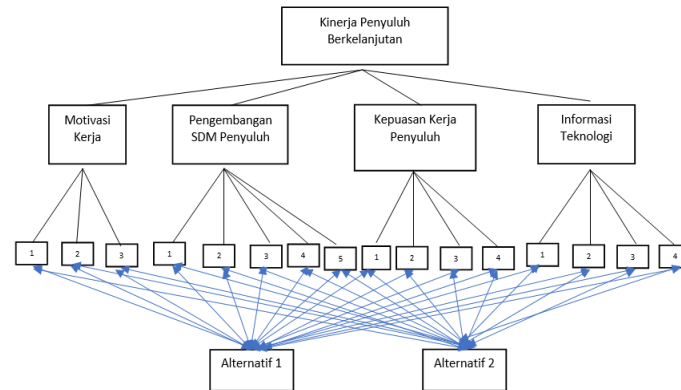 Kinerja Penyuluh
Berkelanjutan
Motivasi
Kerja
Pengembangan
SDM Penyuluh
Kepuasan Kerja
Penyuluh
Informasi
Teknologi
1 2 3 1 2 3 4 5 1 2 3 4 1 2 3 4
Alternatif 1
Alternatif 2